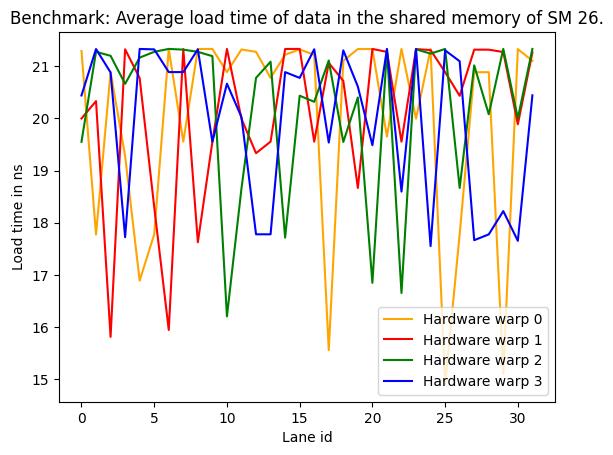 Benchmark: Average load time of data in the shared memory of SM 26.
Load time in ns
21
20
19
18
17
16
15
Hardware warp 0
Hardware warp 1
Hardware warp 2
Hardware warp 3
0 5 10 15 20 25 30
Lane id